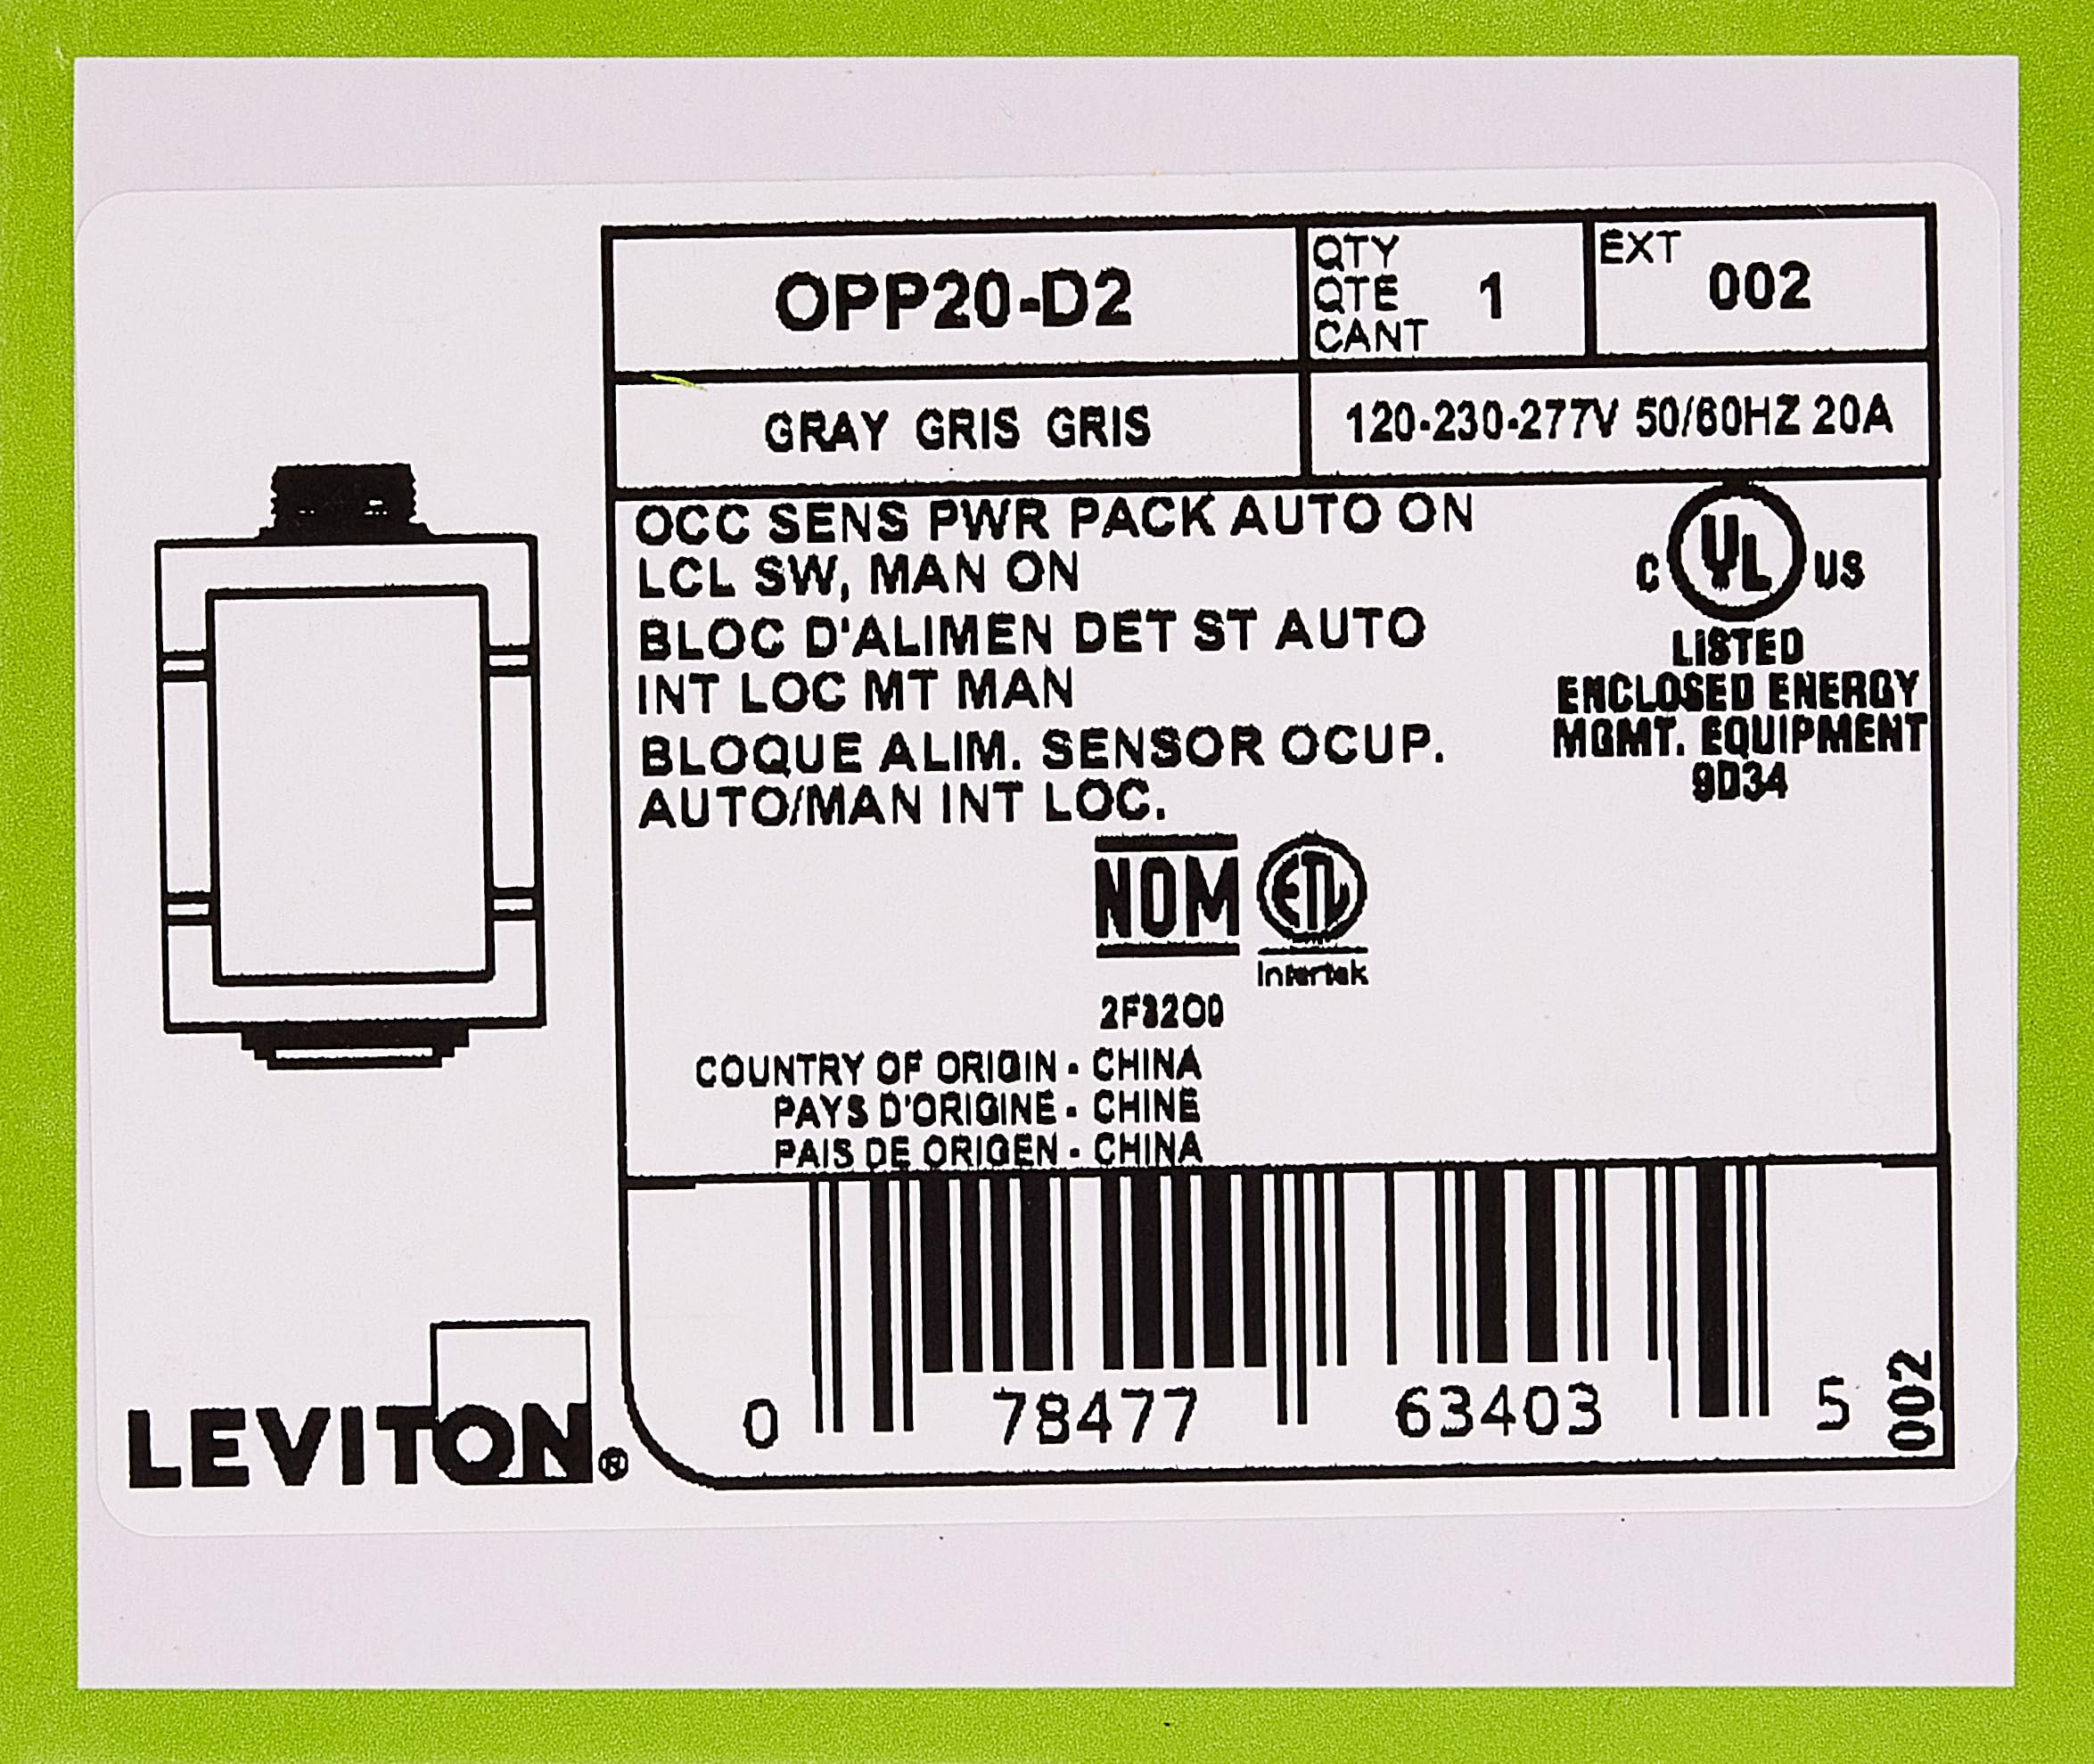 OPP20-D2
QTY
QTE
CANT
1
EXT
002
GRAY GRIS GRIS
120-230-277V 50/60HZ 20A
OCC SENS PWR PACK AUTO ON
LCL SW, MAN ON
BLOC D'ALIMEN DET ST AUTO
INT LOC MT MAN
BLOQUE ALIM. SENSOR OCUP.
AUTO/MAN INT LOC.
C UL US
LISTED
ENCLOSED ENERGY
MGMT. EQUIPMENT
9D34
NOM ETL
Intertek
COUNTRY OF ORIGIN - CHINA
PAYS D'ORIGINE - CHINE
PAIS DE ORIGEN - CHINA
0 78477 63403 5
002
LEVITON®